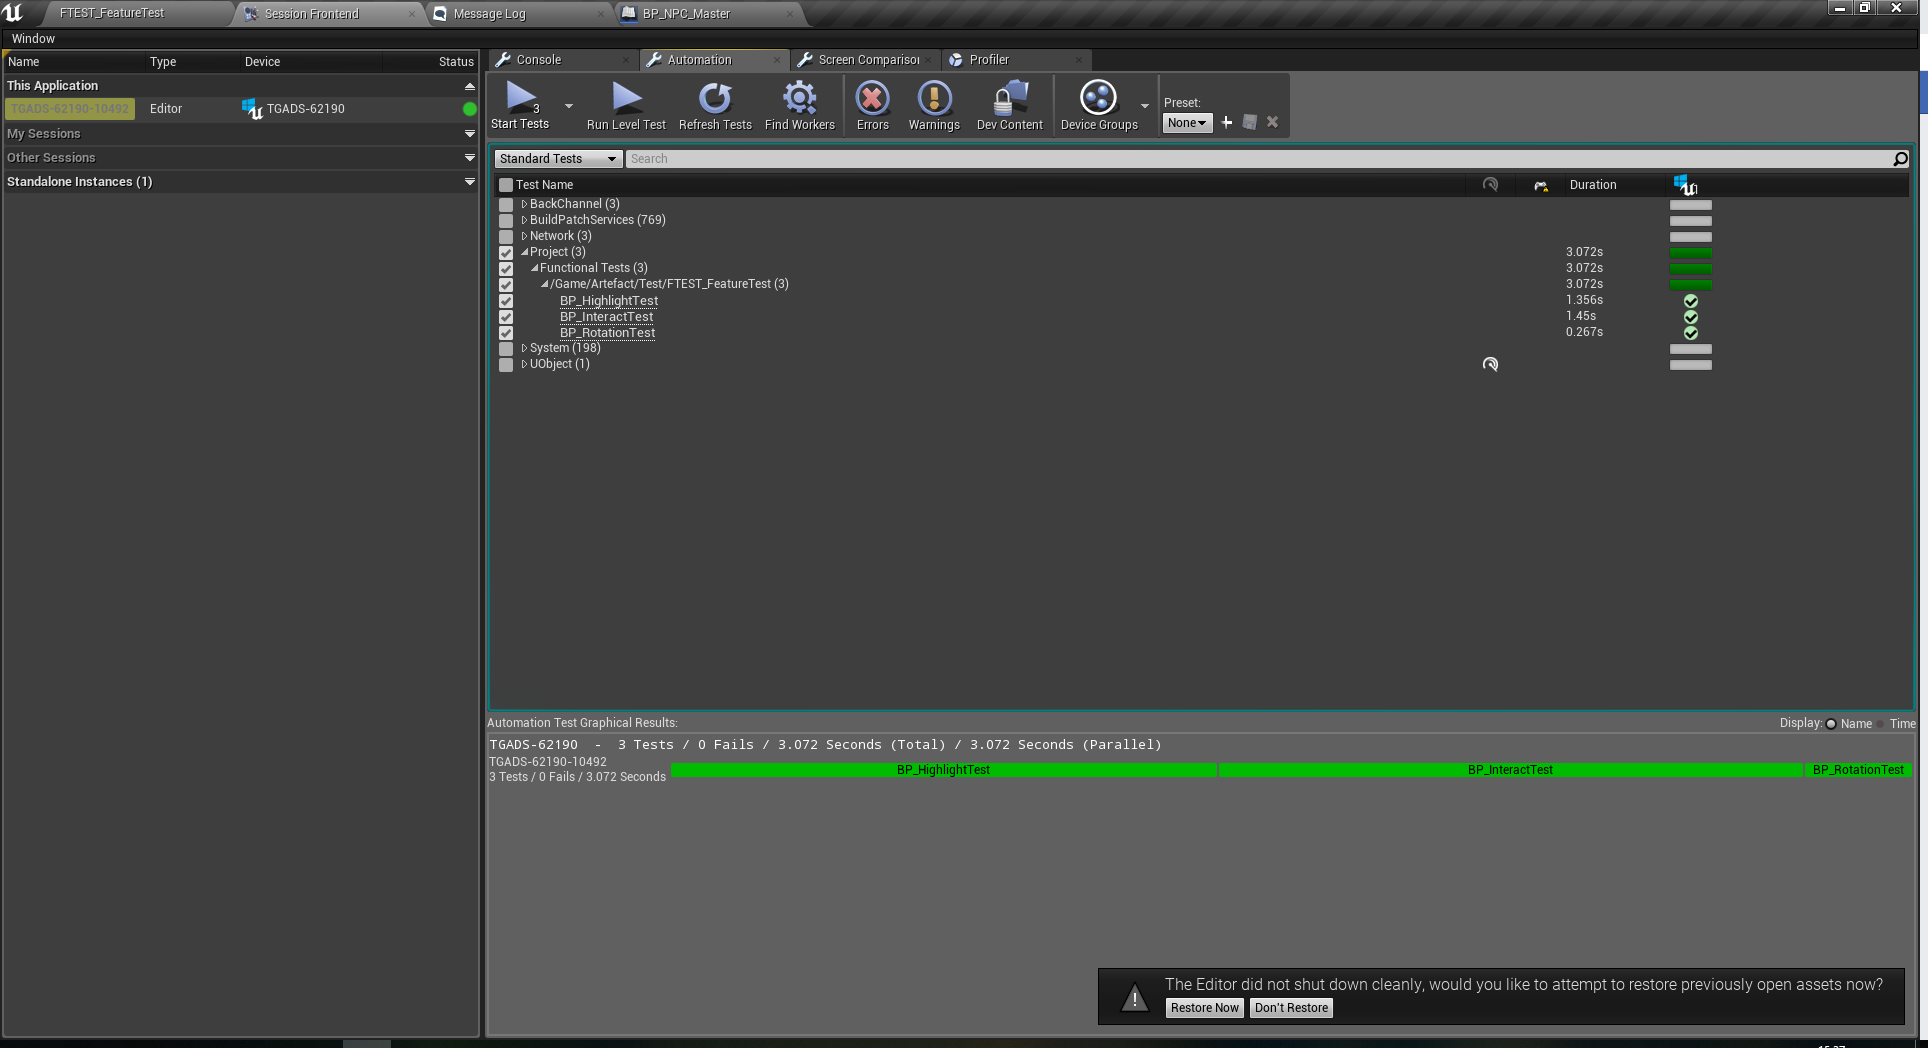 FTEST_FeatureTest
Session Frontend
Message Log
BP_NPC_Master
Window
Name Type Device Status
This Application
TGADS-62190-10492 Editor TGADS-62190
My Sessions
Other Sessions
Standalone Instances (1)
Console
Automation
Screen Comparison
Profiler
3
Start Tests
Run Level Test
Refresh Tests
Find Workers
Errors
Warnings
Dev Content
Device Groups
Preset:
None
Standard Tests
Search
Test Name Duration
BackChannel (3)
BuildPatchServices (769)
Network (3)
Project (3) 3.072s
Functional Tests (3) 3.072s
/Game/Artefact/Test/FTEST_FeatureTest (3) 3.072s
BP_HighlightTest 1.356s
BP_InteractTest 1.45s
BP_RotationTest 0.267s
System (198)
UObject (1)
Automation Test Graphical Results:
Display: Name Time
TGADS-62190 - 3 Tests / 0 Fails / 3.072 Seconds (Total) / 3.072 Seconds (Parallel)
TGADS-62190-10492
3 Tests / 0 Fails / 3.072 Seconds
BP_HighlightTest
BP_InteractTest
BP_RotationTest
The Editor did not shut down cleanly, would you like to attempt to restore previously open assets now?
Restore Now
Don't Restore